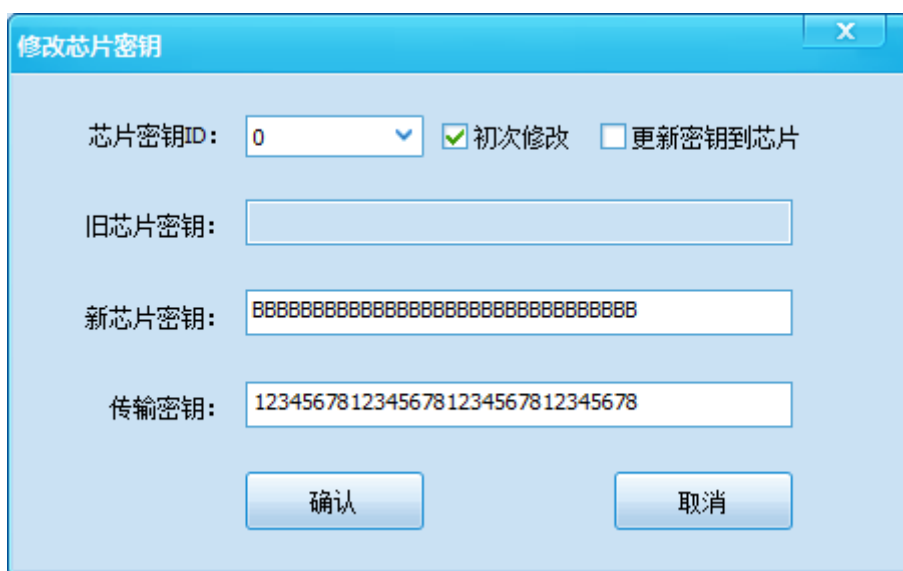 修改芯片密钥
X
芯片密钥ID: 0 初次修改 更新密钥到芯片
旧芯片密钥:
新芯片密钥: BBBBBBBBBBBBBBBBBBBBBBBBBBBBBBBB
传输密钥: 12345678123456781234567812345678
确认 取消